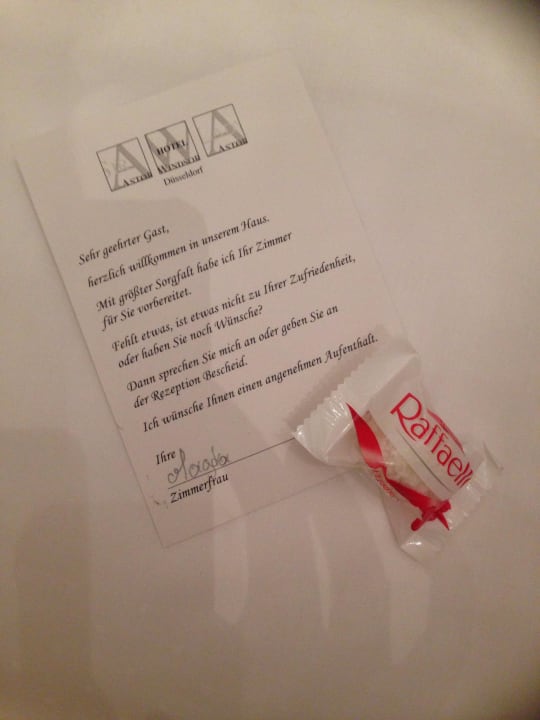 A W A
ASTOR HOTEL WINDSOR ASTOR
Düsseldorf
Sehr geehrter Gast,
herzlich willkommen in unserem Haus.
Mit größter Sorgfalt habe ich Ihr Zimmer
für Sie vorbereitet.
Fehlt etwas, ist etwas nicht zu Ihrer Zufriedenheit,
oder haben Sie noch Wünsche?
Dann sprechen Sie mich an oder geben Sie an
der Rezeption Bescheid.
Ich wünsche Ihnen einen angenehmen Aufenthalt.
Ihre
Zimmerfrau
Raffaello